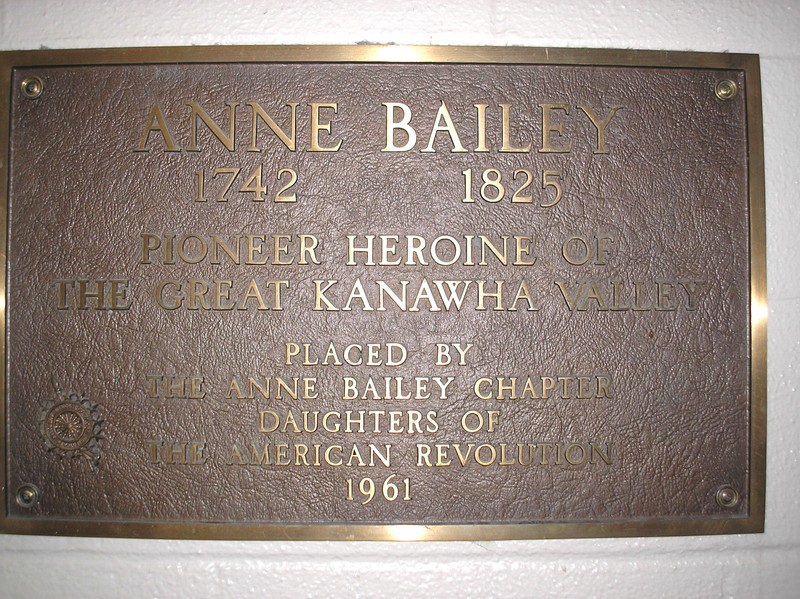 ANNE BAILEY
1742 1825
PIONEER HEROINE OF
THE GREAT KANAWHA VALLEY
PLACED BY
THE ANNE BAILEY CHAPTER
DAUGHTERS OF
THE AMERICAN REVOLUTION
1961